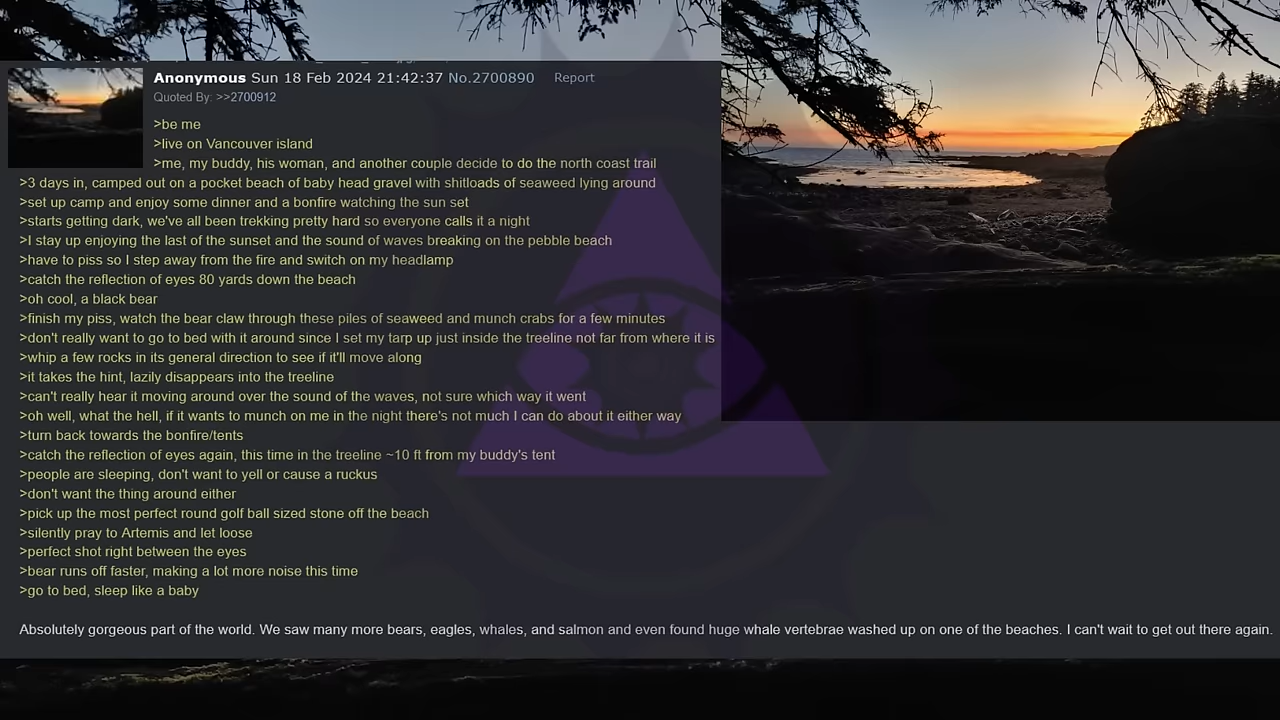 Anonymous Sun 18 Feb 2024 21:42:37 No.2700890 Report
Quoted By: >>2700912
>be me
>live on Vancouver island
>me, my buddy, his woman, and another couple decide to do the north coast trail
>3 days in, camped out on a pocket beach of baby head gravel with shitloads of seaweed lying around
>set up camp and enjoy some dinner and a bonfire watching the sun set
>starts getting dark, we've all been trekking pretty hard so everyone calls it a night
>I stay up enjoying the last of the sunset and the sound of waves breaking on the pebble beach
>have to piss so I step away from the fire and switch on my headlamp
>catch the reflection of eyes 80 yards down the beach
>oh cool, a black bear
>finish my piss, watch the bear claw through these piles of seaweed and munch crabs for a few minutes
>don't really want to go to bed with it around since I set my tarp up just inside the treeline not far from where it is
>whip a few rocks in its general direction to see if it'll move along
>it takes the hint, lazily disappears into the treeline
>can't really hear it moving around over the sound of the waves, not sure which way it went
>oh well, what the hell, if it wants to munch on me in the night there's not much I can do about it either way
>turn back towards the bonfire/tents
>catch the reflection of eyes again, this time in the treeline ~10 ft from my buddy's tent
>people are sleeping, don't want to yell or cause a ruckus
>don't want the thing around either
>pick up the most perfect round golf ball sized stone off the beach
>silently pray to Artemis and let loose
>perfect shot right between the eyes
>bear runs off faster, making a lot more noise this time
>go to bed, sleep like a baby
Absolutely gorgeous part of the world. We saw many more bears, eagles, whales, and salmon and even found huge whale vertebrae washed up on one of the beaches. I can't wait to get out there again.